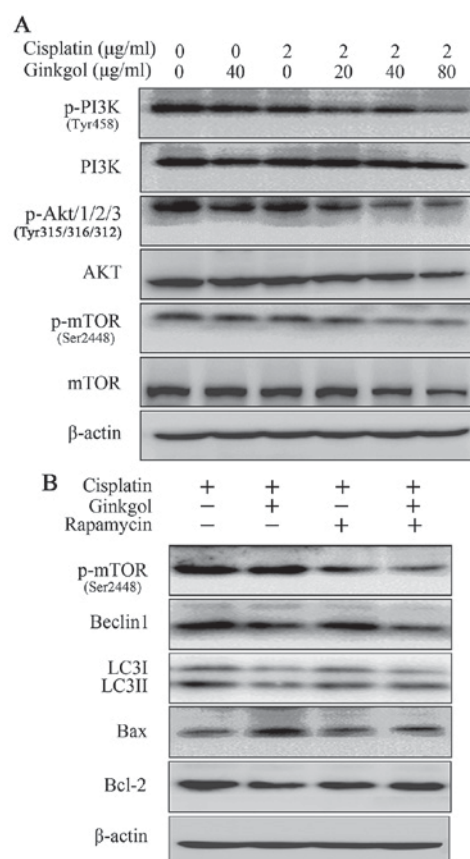 A
Cisplatin (μg/ml) 0 0 2 2 2 2
Ginkgol (μg/ml) 0 40 0 20 40 80
p-PI3K
(Tyr458)
PI3K
p-Akt/1/2/3
(Tyr315/316/312)
AKT
p-mTOR
(Ser2448)
mTOR
β-actin
B
Cisplatin + + + +
Ginkgol − + − +
Rapamycin − − + +
p-mTOR
(Ser2448)
Beclin1
LC3I
LC3II
Bax
Bcl-2
β-actin